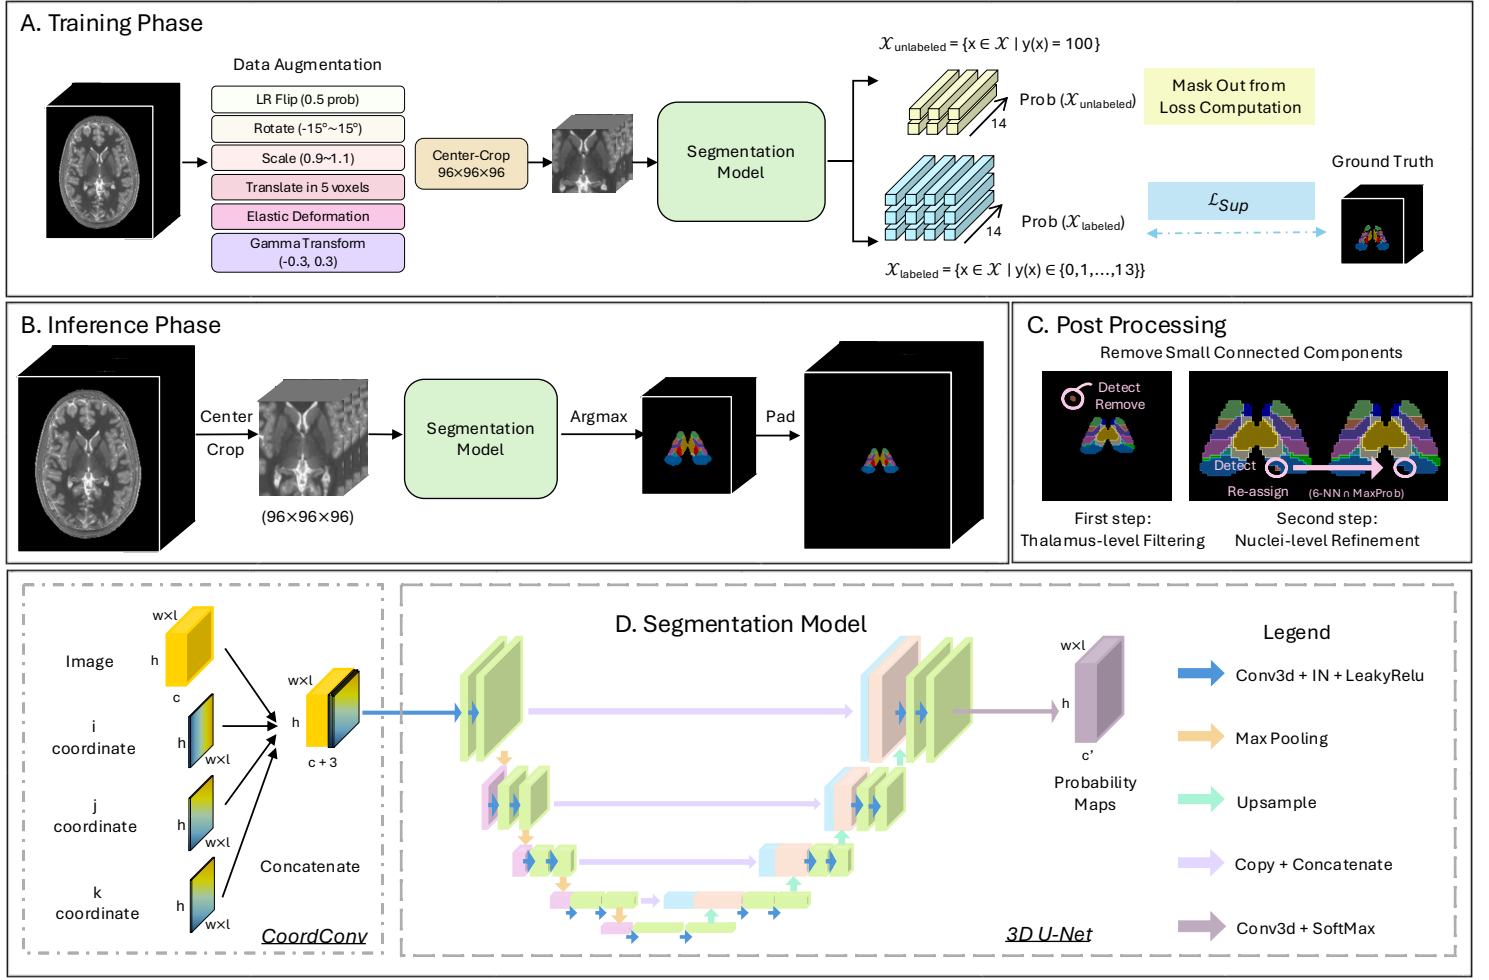 A. Training Phase
Data Augmentation
LR Flip (0.5 prob)
Rotate (-15°~15°)
Scale (0.9~1.1)
Translate in 5 voxels
Elastic Deformation
Gamma Transform
(-0.3, 0.3)
Center-Crop
96×96×96
Segmentation
Model
𝒳unlabeled = {x ∈ 𝒳 | y(x) = 100}
14
Prob (𝒳unlabeled)
Mask Out from
Loss Computation
14
Prob (𝒳labeled)
𝒳labeled = {x ∈ 𝒳 | y(x) ∈ {0,1,...,13}}
ℒSup
Ground Truth
B. Inference Phase
Center
Crop
(96×96×96)
Segmentation
Model
Argmax
Pad
C. Post Processing
Remove Small Connected Components
Detect
Remove
Detect
Re-assign
(6-NN ∩ MaxProb)
First step:
Thalamus-level Filtering
Second step:
Nuclei-level Refinement
Image
w×l
h
c
i
coordinate
h
w×l
j
coordinate
h
w×l
k
coordinate
h
w×l
w×l
h
c + 3
Concatenate
CoordConv
D. Segmentation Model
3D U-Net
w×l
h
c'
Probability
Maps
Legend
Conv3d + IN + LeakyRelu
Max Pooling
Upsample
Copy + Concatenate
Conv3d + SoftMax